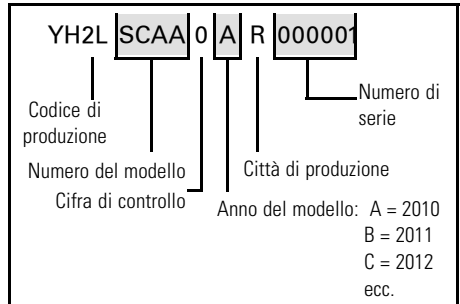 YH2L SCAA 0 A R 000001
Codice di
produzione
Numero di
serie
Numero del modello
Città di produzione
Cifra di controllo
Anno del modello: A = 2010
B = 2011
C = 2012
ecc.